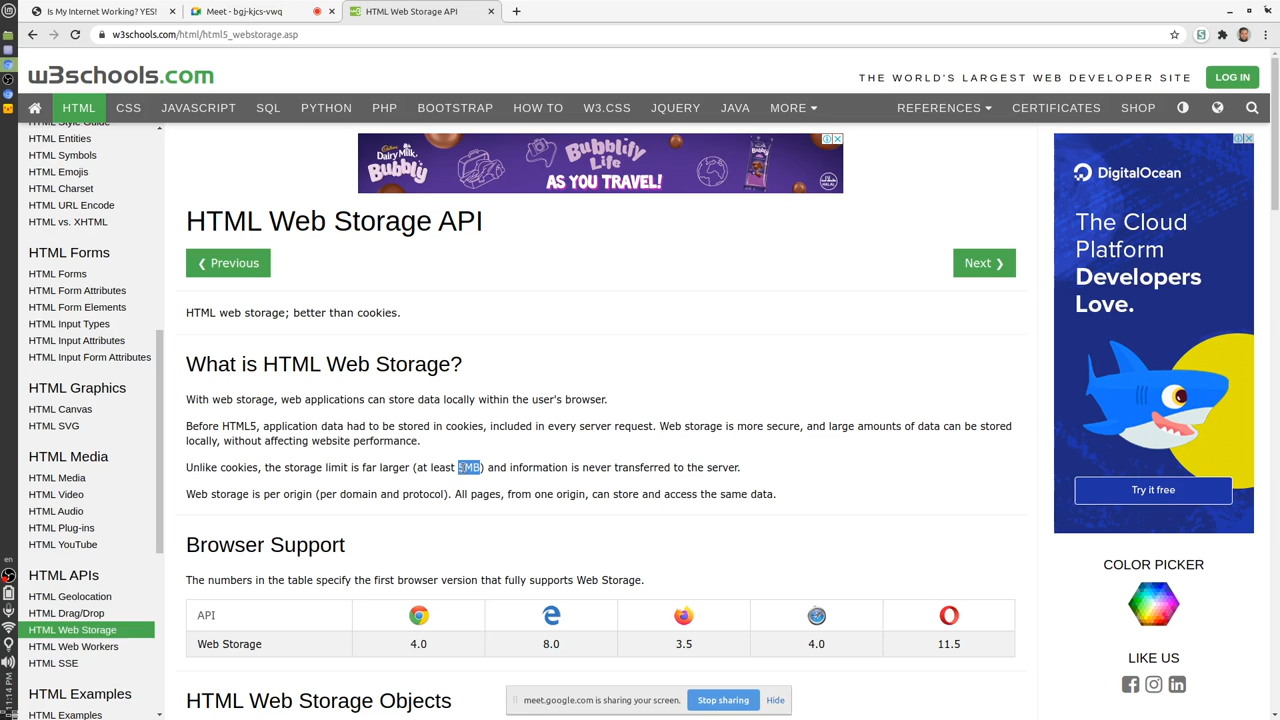 Is My Internet Working? YES!
Meet - bgj-kjcs-vwq
HTML Web Storage API
w3schools.com/html/html5_webstorage.asp
w3schools.com
THE WORLD'S LARGEST WEB DEVELOPER SITE
LOG IN
HTML
CSS
JAVASCRIPT
SQL
PYTHON
PHP
BOOTSTRAP
HOW TO
W3.CSS
JQUERY
JAVA
MORE
REFERENCES
CERTIFICATES
SHOP
HTML Style Guide
HTML Entities
HTML Symbols
HTML Emojis
HTML Charset
HTML URL Encode
HTML vs. XHTML
HTML Forms
HTML Forms
HTML Form Attributes
HTML Form Elements
HTML Input Types
HTML Input Attributes
HTML Input Form Attributes
HTML Graphics
HTML Canvas
HTML SVG
HTML Media
HTML Media
HTML Video
HTML Audio
HTML Plug-ins
HTML YouTube
HTML APIs
HTML Geolocation
HTML Drag/Drop
HTML Web Storage
HTML Web Workers
HTML SSE
HTML Examples
HTML Examples
Cadbury
Dairy Milk
Bubbly
Bubblify
Life
AS YOU TRAVEL!
HTML Web Storage API
❮ Previous
Next ❯
HTML web storage; better than cookies.
What is HTML Web Storage?
With web storage, web applications can store data locally within the user's browser.
Before HTML5, application data had to be stored in cookies, included in every server request. Web storage is more secure, and large amounts of data can be stored
locally, without affecting website performance.
Unlike cookies, the storage limit is far larger (at least 5MB) and information is never transferred to the server.
Web storage is per origin (per domain and protocol). All pages, from one origin, can store and access the same data.
Browser Support
The numbers in the table specify the first browser version that fully supports Web Storage.
API
Web Storage 4.0 8.0 3.5 4.0 11.5
HTML Web Storage Objects
meet.google.com is sharing your screen.
Stop sharing
Hide
DigitalOcean
The Cloud
Platform
Developers
Love.
Try it free
COLOR PICKER
LIKE US
en
11:14 PM